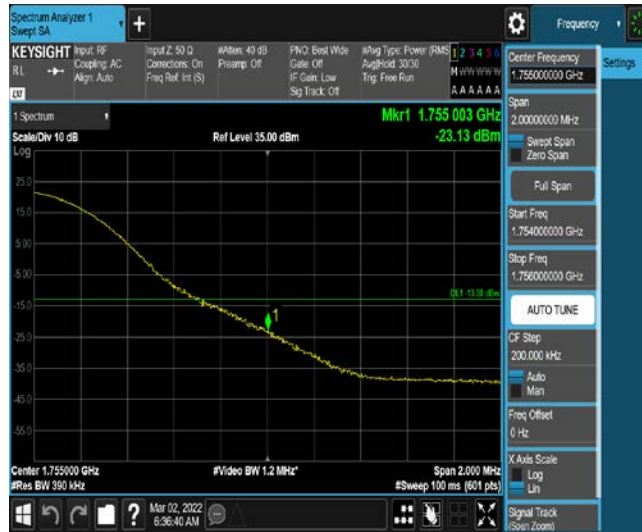 Spectrum Analyzer 1
Swept SA
Frequency
KEYSIGHT
RL
LXI
Input: RF
Coupling: AC
Align: Auto
Input Z: 50 Ω
Corrections: On
Freq Ref: Int (S)
#Atten: 40 dB
Preamp: Off
PNO: Best Wide
Gate: Off
IF Gain: Low
Sig Track: Off
#Avg Type: Power (RMS
Avg|Hold: 30/30
Trig: Free Run
1 2 3 4 5 6
M W W W W W
A A A A A A
1 Spectrum
Scale/Div 10 dB
Log
Ref Level 35.00 dBm
Mkr1 1.755 003 GHz
-23.13 dBm
25.0
15.0
5.00
-5.00
-15.0
-25.0
-35.0
-45.0
-55.0
DL1 -13.00 dBm
1
Center 1.755000 GHz
#Res BW 390 kHz
#Video BW 1.2 MHz*
Span 2.000 MHz
#Sweep 100 ms (601 pts)
Mar 02, 2022
6:36:40 AM
Center Frequency
1.755000000 GHz
Settings
Span
2.00000000 MHz
Swept Span
Zero Span
Full Span
Start Freq
1.754000000 GHz
Stop Freq
1.756000000 GHz
AUTO TUNE
CF Step
200.000 kHz
Auto
Man
Freq Offset
0 Hz
X Axis Scale
Log
Lin
Signal Track
(Span Zoom)